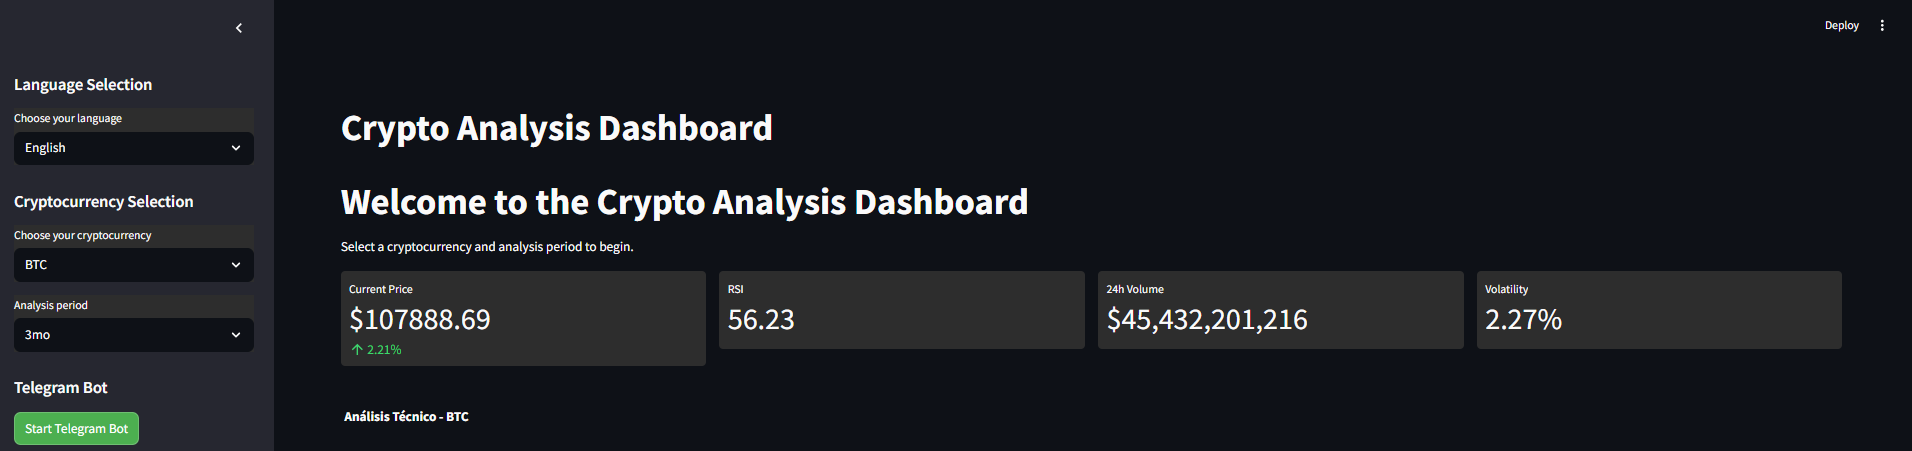 Language Selection
Choose your language
English
Cryptocurrency Selection
Choose your cryptocurrency
BTC
Analysis period
3mo
Telegram Bot
Start Telegram Bot
Deploy
Crypto Analysis Dashboard
Welcome to the Crypto Analysis Dashboard
Select a cryptocurrency and analysis period to begin.
Current Price
$107888.69
↑ 2.21%
RSI
56.23
24h Volume
$45,432,201,216
Volatility
2.27%
Análisis Técnico - BTC